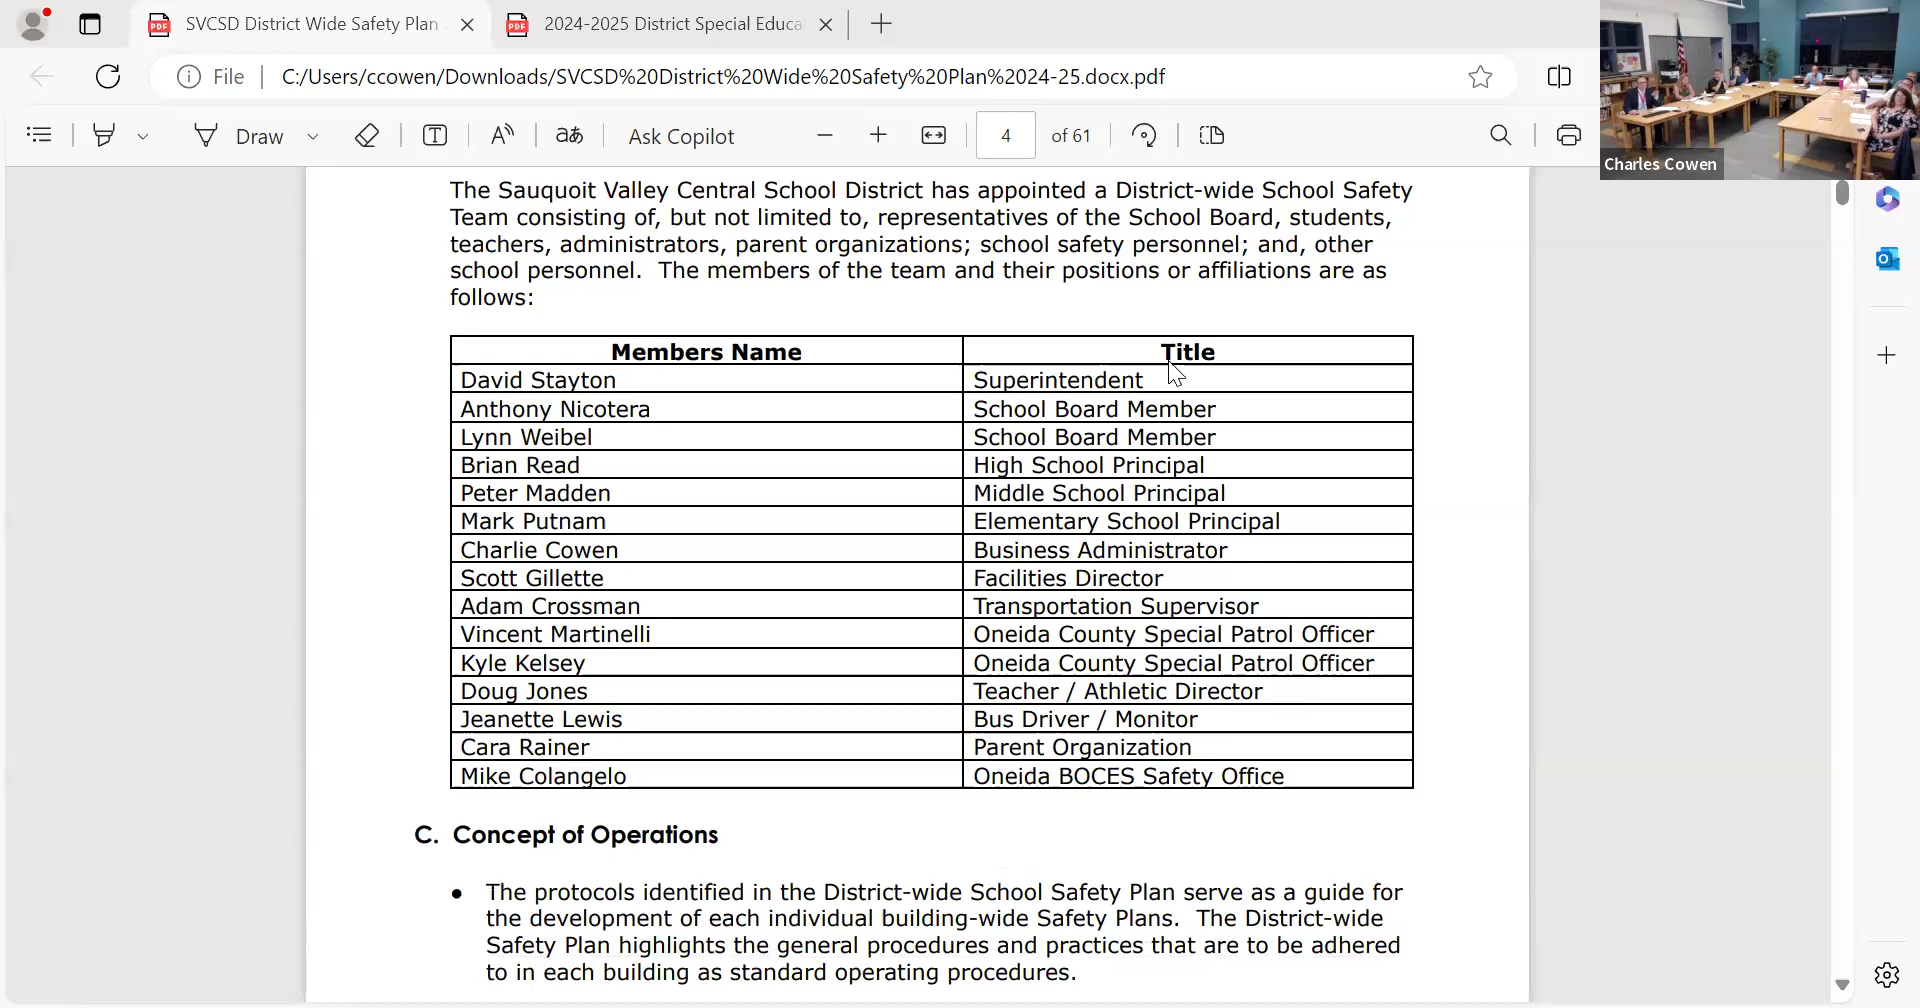 SVCSD District Wide Safety Plan
2024-2025 District Special Educa
File
C:/Users/ccowen/Downloads/SVCSD%20District%20Wide%20Safety%20Plan%2024-25.docx.pdf
Draw
aあ
Ask Copilot
4 of 61
Charles Cowen
The Sauquoit Valley Central School District has appointed a District-wide School Safety
Team consisting of, but not limited to, representatives of the School Board, students,
teachers, administrators, parent organizations; school safety personnel; and, other
school personnel.  The members of the team and their positions or affiliations are as
follows:
Members Name Title
David Stayton Superintendent
Anthony Nicotera School Board Member
Lynn Weibel School Board Member
Brian Read High School Principal
Peter Madden Middle School Principal
Mark Putnam Elementary School Principal
Charlie Cowen Business Administrator
Scott Gillette Facilities Director
Adam Crossman Transportation Supervisor
Vincent Martinelli Oneida County Special Patrol Officer
Kyle Kelsey Oneida County Special Patrol Officer
Doug Jones Teacher / Athletic Director
Jeanette Lewis Bus Driver / Monitor
Cara Rainer Parent Organization
Mike Colangelo Oneida BOCES Safety Office
C. Concept of Operations
● The protocols identified in the District-wide School Safety Plan serve as a guide for
the development of each individual building-wide Safety Plans.  The District-wide
Safety Plan highlights the general procedures and practices that are to be adhered
to in each building as standard operating procedures.